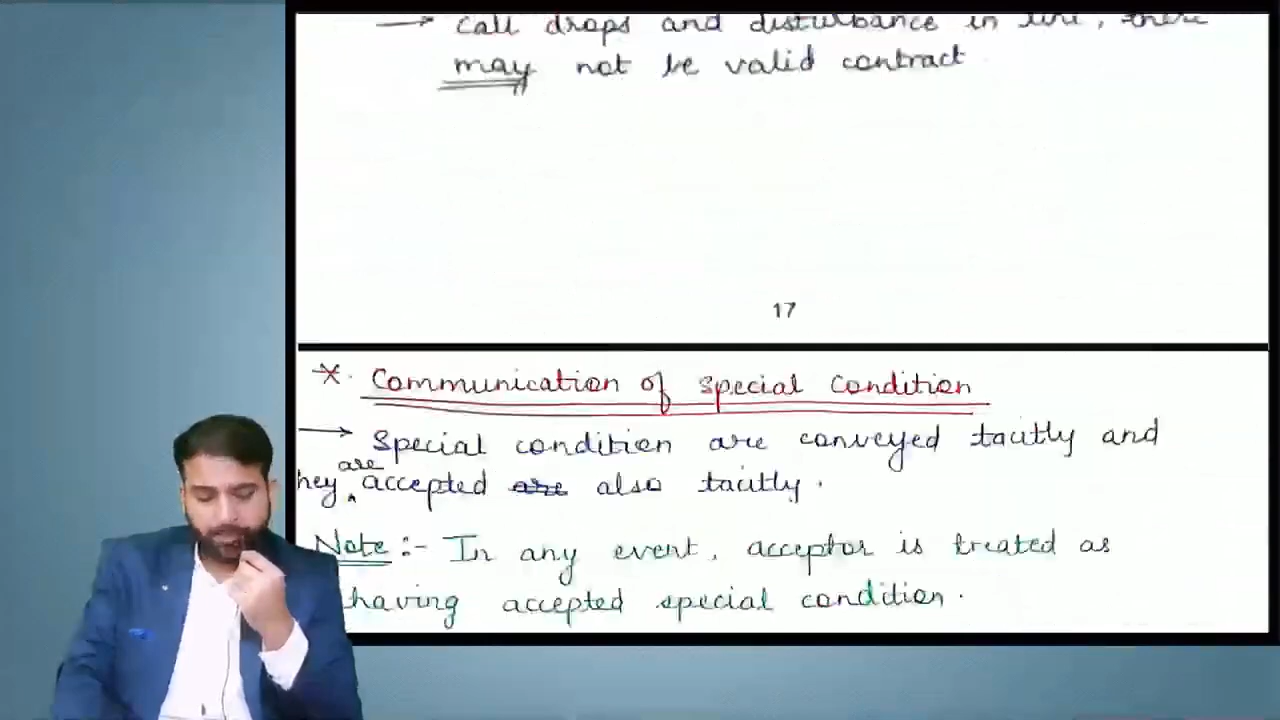 → call drops and disturbance in line, there
may not be valid contract
17
* Communication of special condition
→ special condition are conveyed tacitly and
hey are accepted are also tacitly.
Note :- In any event, acceptor is treated as
having accepted special condition.